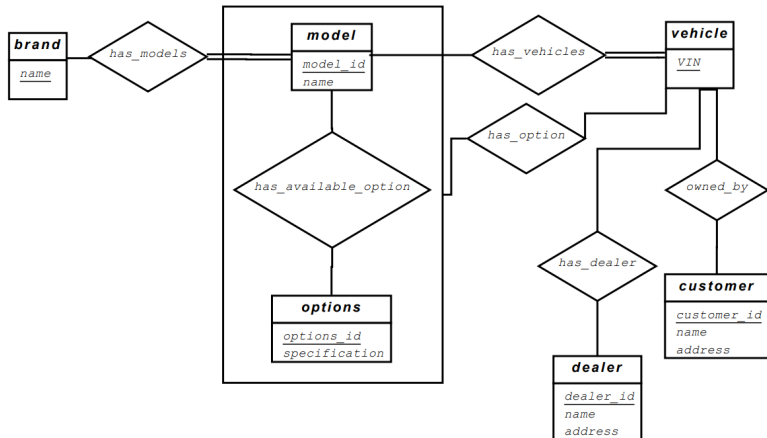 brand
name
has_models
model
model_id
name
has_vehicles
vehicle
VIN
has_option
has_available_option
owned_by
has_dealer
options
options_id
specification
customer
customer_id
name
address
dealer
dealer_id
name
address